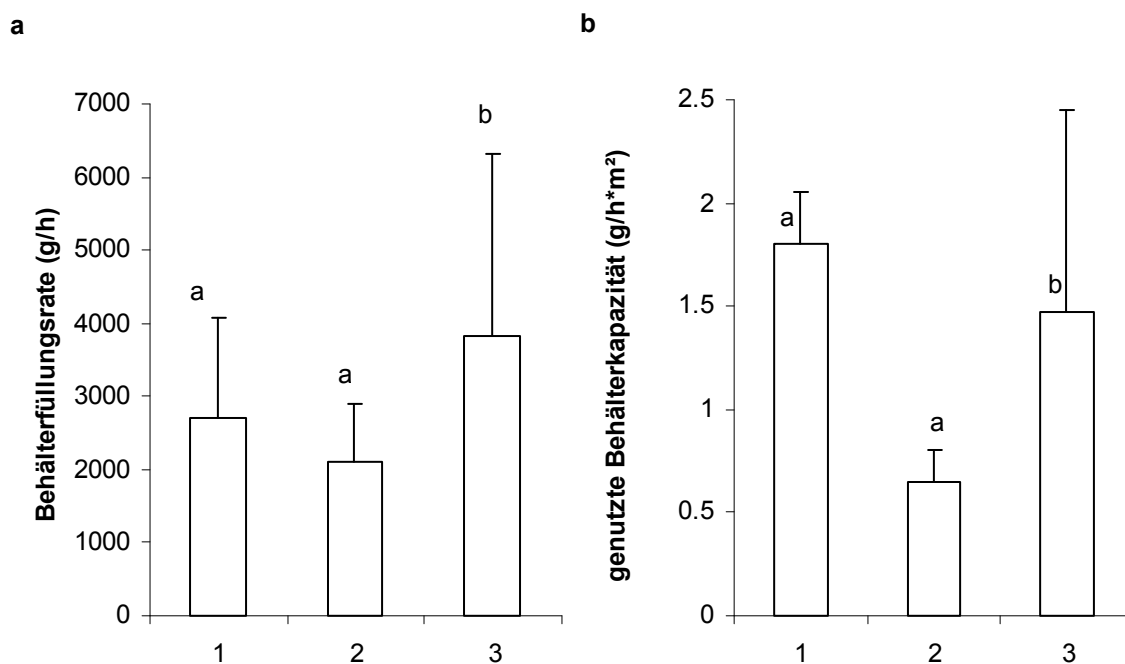 a
Behälterfüllungsrate (g/h)
7000
6000
5000
4000
3000
2000
1000
0
a
a
b
1 2 3
b
genutzte Behälterkapazität (g/h*m²)
2.5
2
1.5
1
0.5
0
a
a
b
1 2 3